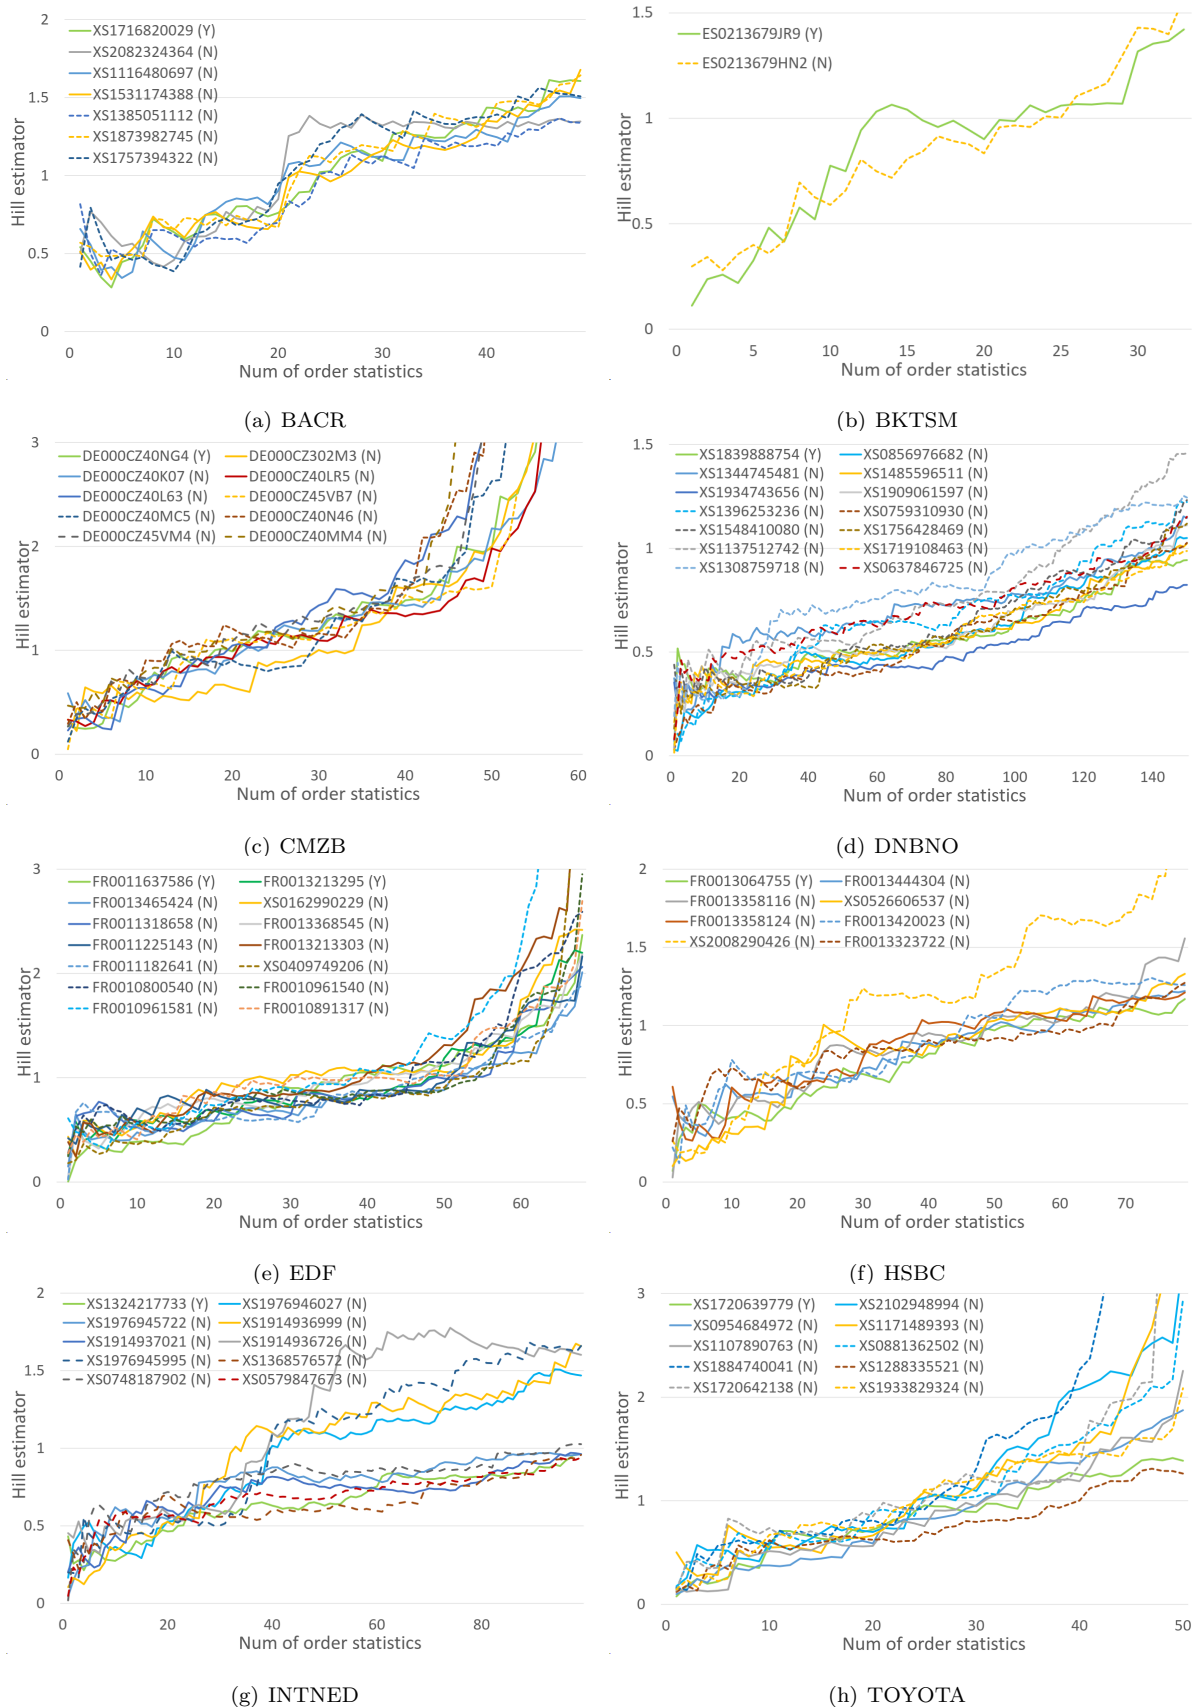 2
XS1716820029 (Y)
XS2082324364 (N)
XS1116480697 (N)
XS1531174388 (N)
XS1385051112 (N)
XS1873982745 (N)
XS1757394322 (N)
1.5
1
0.5
0
Hill estimator
0 10 20 30 40
Num of order statistics
(a) BACR
1.5
ES0213679JR9 (Y)
ES0213679HN2 (N)
1
0.5
0
Hill estimator
0 5 10 15 20 25 30
Num of order statistics
(b) BKTSM
3
DE000CZ40NG4 (Y) DE000CZ302M3 (N)
DE000CZ40K07 (N) DE000CZ40LR5 (N)
DE000CZ40L63 (N) DE000CZ45VB7 (N)
DE000CZ40MC5 (N) DE000CZ40N46 (N)
DE000CZ45VM4 (N) DE000CZ40MM4 (N)
2
1
0
Hill estimator
0 10 20 30 40 50 60
Num of order statistics
(c) CMZB
1.5
XS1839888754 (Y) XS0856976682 (N)
XS1344745481 (N) XS1485596511 (N)
XS1934743656 (N) XS1909061597 (N)
XS1396253236 (N) XS0759310930 (N)
XS1548410080 (N) XS1756428469 (N)
XS1137512742 (N) XS1719108463 (N)
XS1308759718 (N) XS0637846725 (N)
1
0.5
0
Hill estimator
0 20 40 60 80 100 120 140
Num of order statistics
(d) DNBNO
3
FR0011637586 (Y) FR0013213295 (Y)
FR0013465424 (N) XS0162990229 (N)
FR0011318658 (N) FR0013368545 (N)
FR0011225143 (N) FR0013213303 (N)
FR0011182641 (N) XS0409749206 (N)
FR0010800540 (N) FR0010961540 (N)
FR0010961581 (N) FR0010891317 (N)
2
1
0
Hill estimator
0 10 20 30 40 50 60
Num of order statistics
(e) EDF
2
FR0013064755 (Y) FR0013444304 (N)
FR0013358116 (N) XS0526606537 (N)
FR0013358124 (N) FR0013420023 (N)
XS2008290426 (N) FR0013323722 (N)
1.5
1
0.5
0
Hill estimator
0 10 20 30 40 50 60 70
Num of order statistics
(f) HSBC
2
XS1324217733 (Y) XS1976946027 (N)
XS1976945722 (N) XS1914936999 (N)
XS1914937021 (N) XS1914936726 (N)
XS1976945995 (N) XS1368576572 (N)
XS0748187902 (N) XS0579847673 (N)
1.5
1
0.5
0
Hill estimator
0 20 40 60 80
Num of order statistics
(g) INTNED
3
XS1720639779 (Y) XS2102948994 (N)
XS0954684972 (N) XS1171489393 (N)
XS1107890763 (N) XS0881362502 (N)
XS1884740041 (N) XS1288335521 (N)
XS1720642138 (N) XS1933829324 (N)
2
1
0
Hill estimator
0 10 20 30 40 50
Num of order statistics
(h) TOYOTA